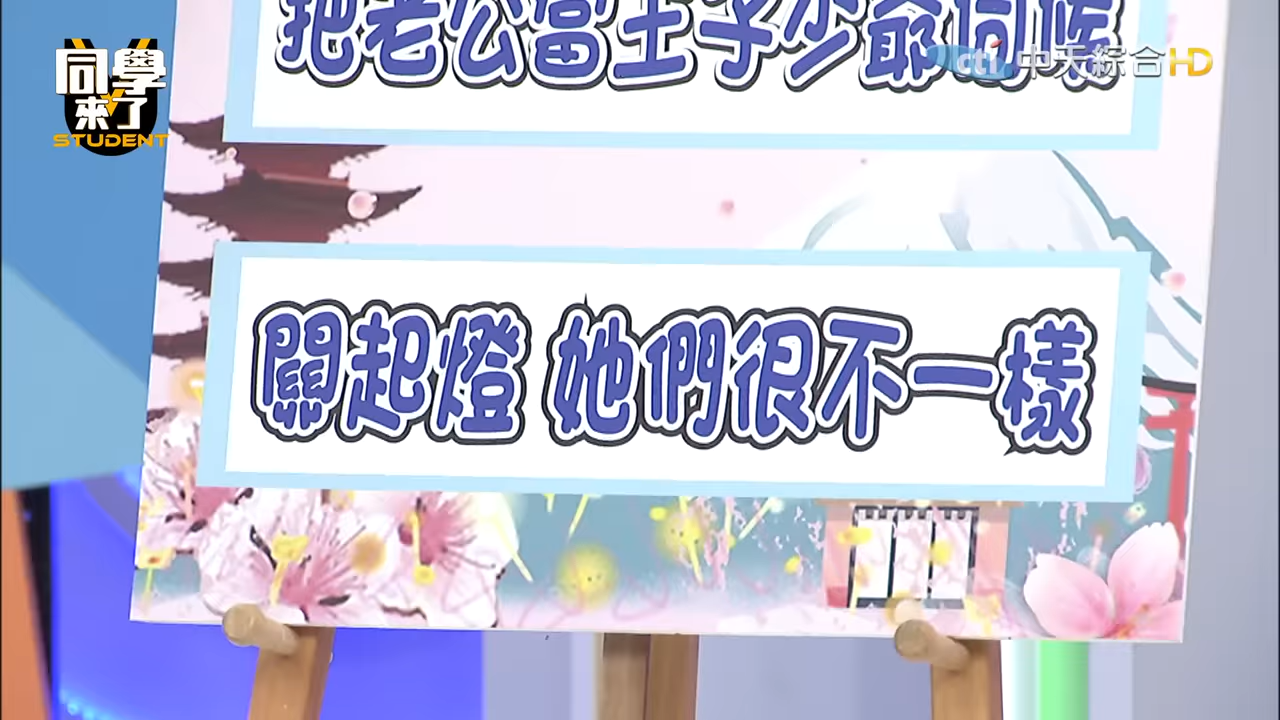 把老公當王子少爺伺候
同學
來了
STUDENT
cti 中天綜合HD
關起燈 她們很不一樣